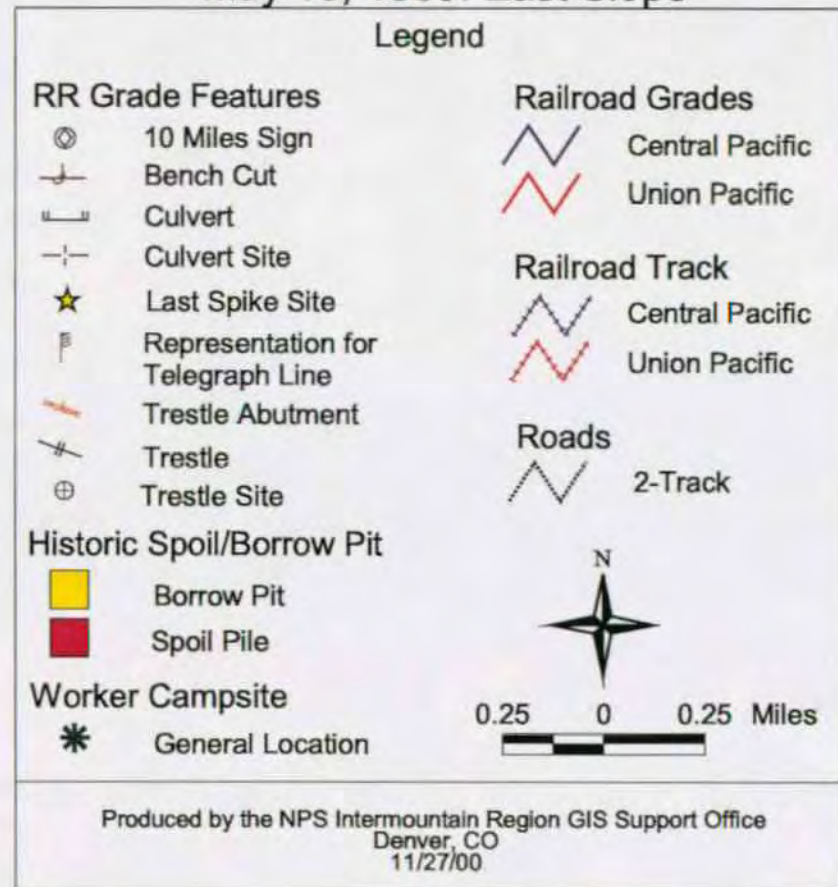 Legend
RR Grade Features
10 Miles Sign
Bench Cut
Culvert
Culvert Site
Last Spike Site
Representation for
Telegraph Line
Trestle Abutment
Trestle
Trestle Site
Historic Spoil/Borrow Pit
Borrow Pit
Spoil Pile
Worker Campsite
General Location
Railroad Grades
Central Pacific
Union Pacific
Railroad Track
Central Pacific
Union Pacific
Roads
2-Track
N
0.25 0 0.25 Miles
Produced by the NPS Intermountain Region GIS Support Office
Denver, CO
11/27/00